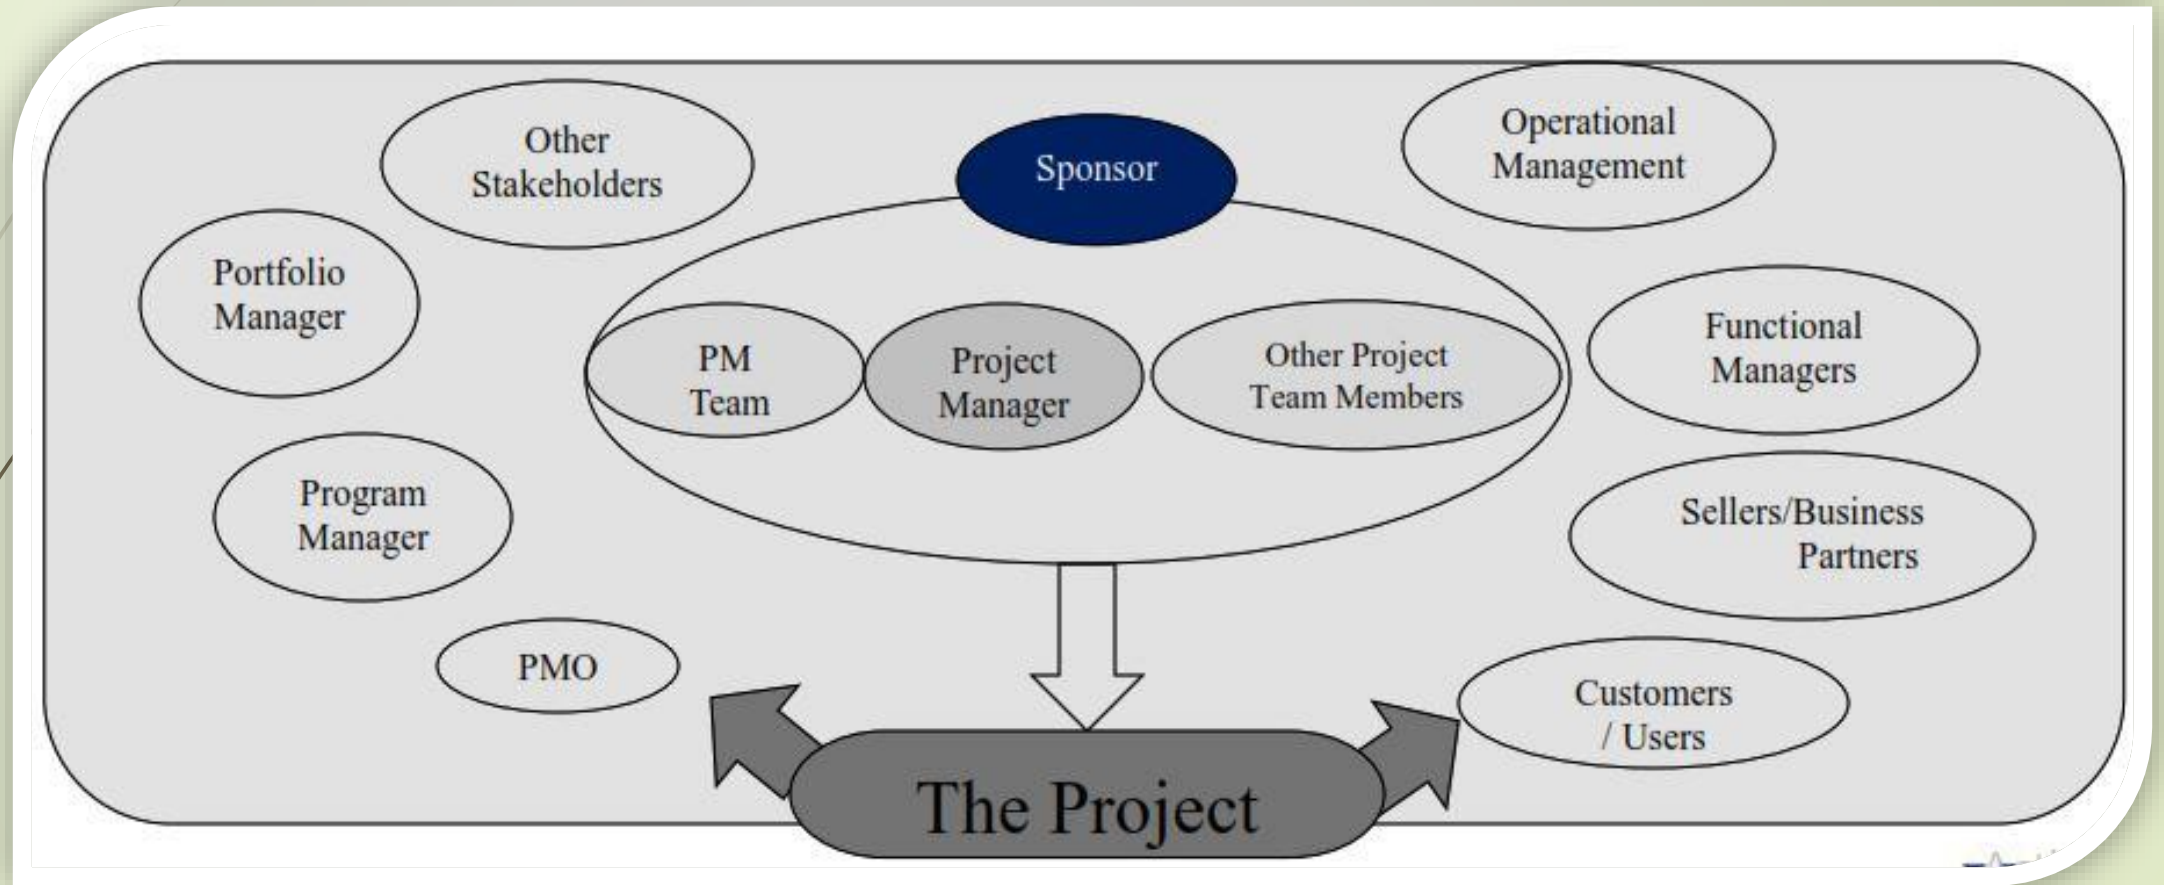 Other
Stakeholders
Sponsor
Operational
Management
Portfolio
Manager
PM
Team
Project
Manager
Other Project
Team Members
Functional
Managers
Program
Manager
Sellers/Business
Partners
PMO
Customers
/ Users
The Project